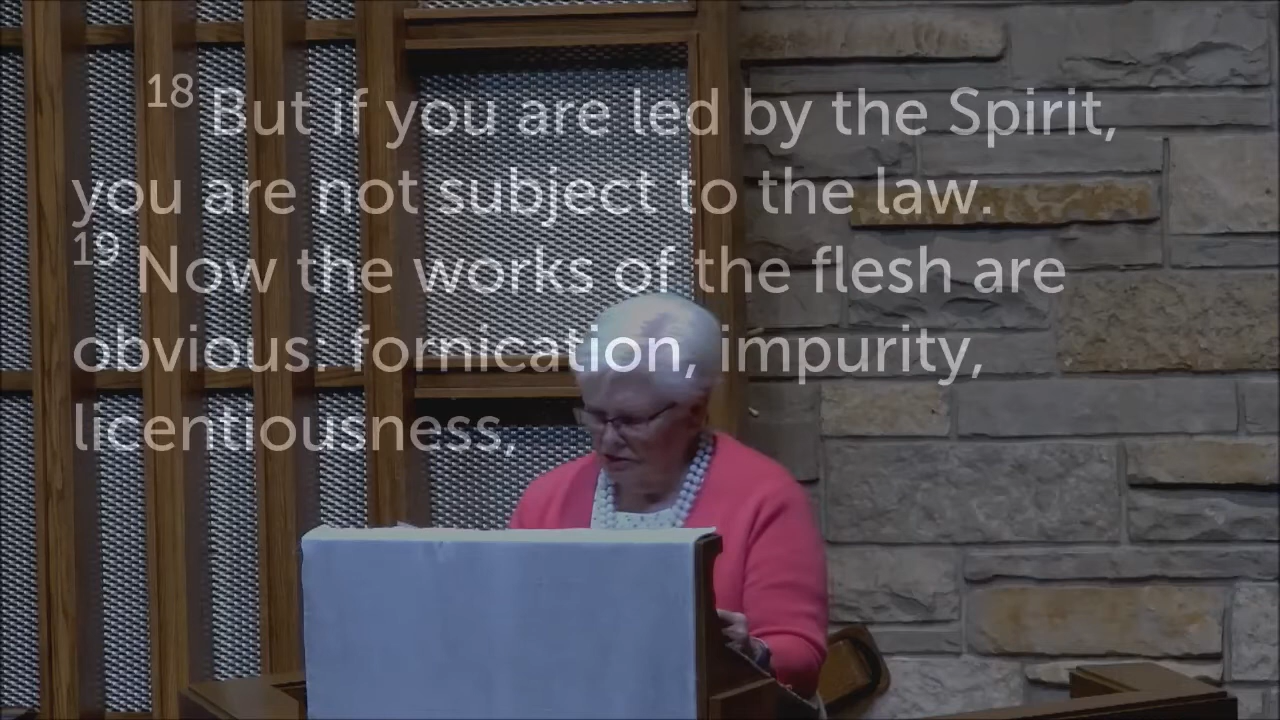 18 But if you are led by the Spirit,
you are not subject to the law.
19 Now the works of the flesh are
obvious: fornication, impurity,
licentiousness,